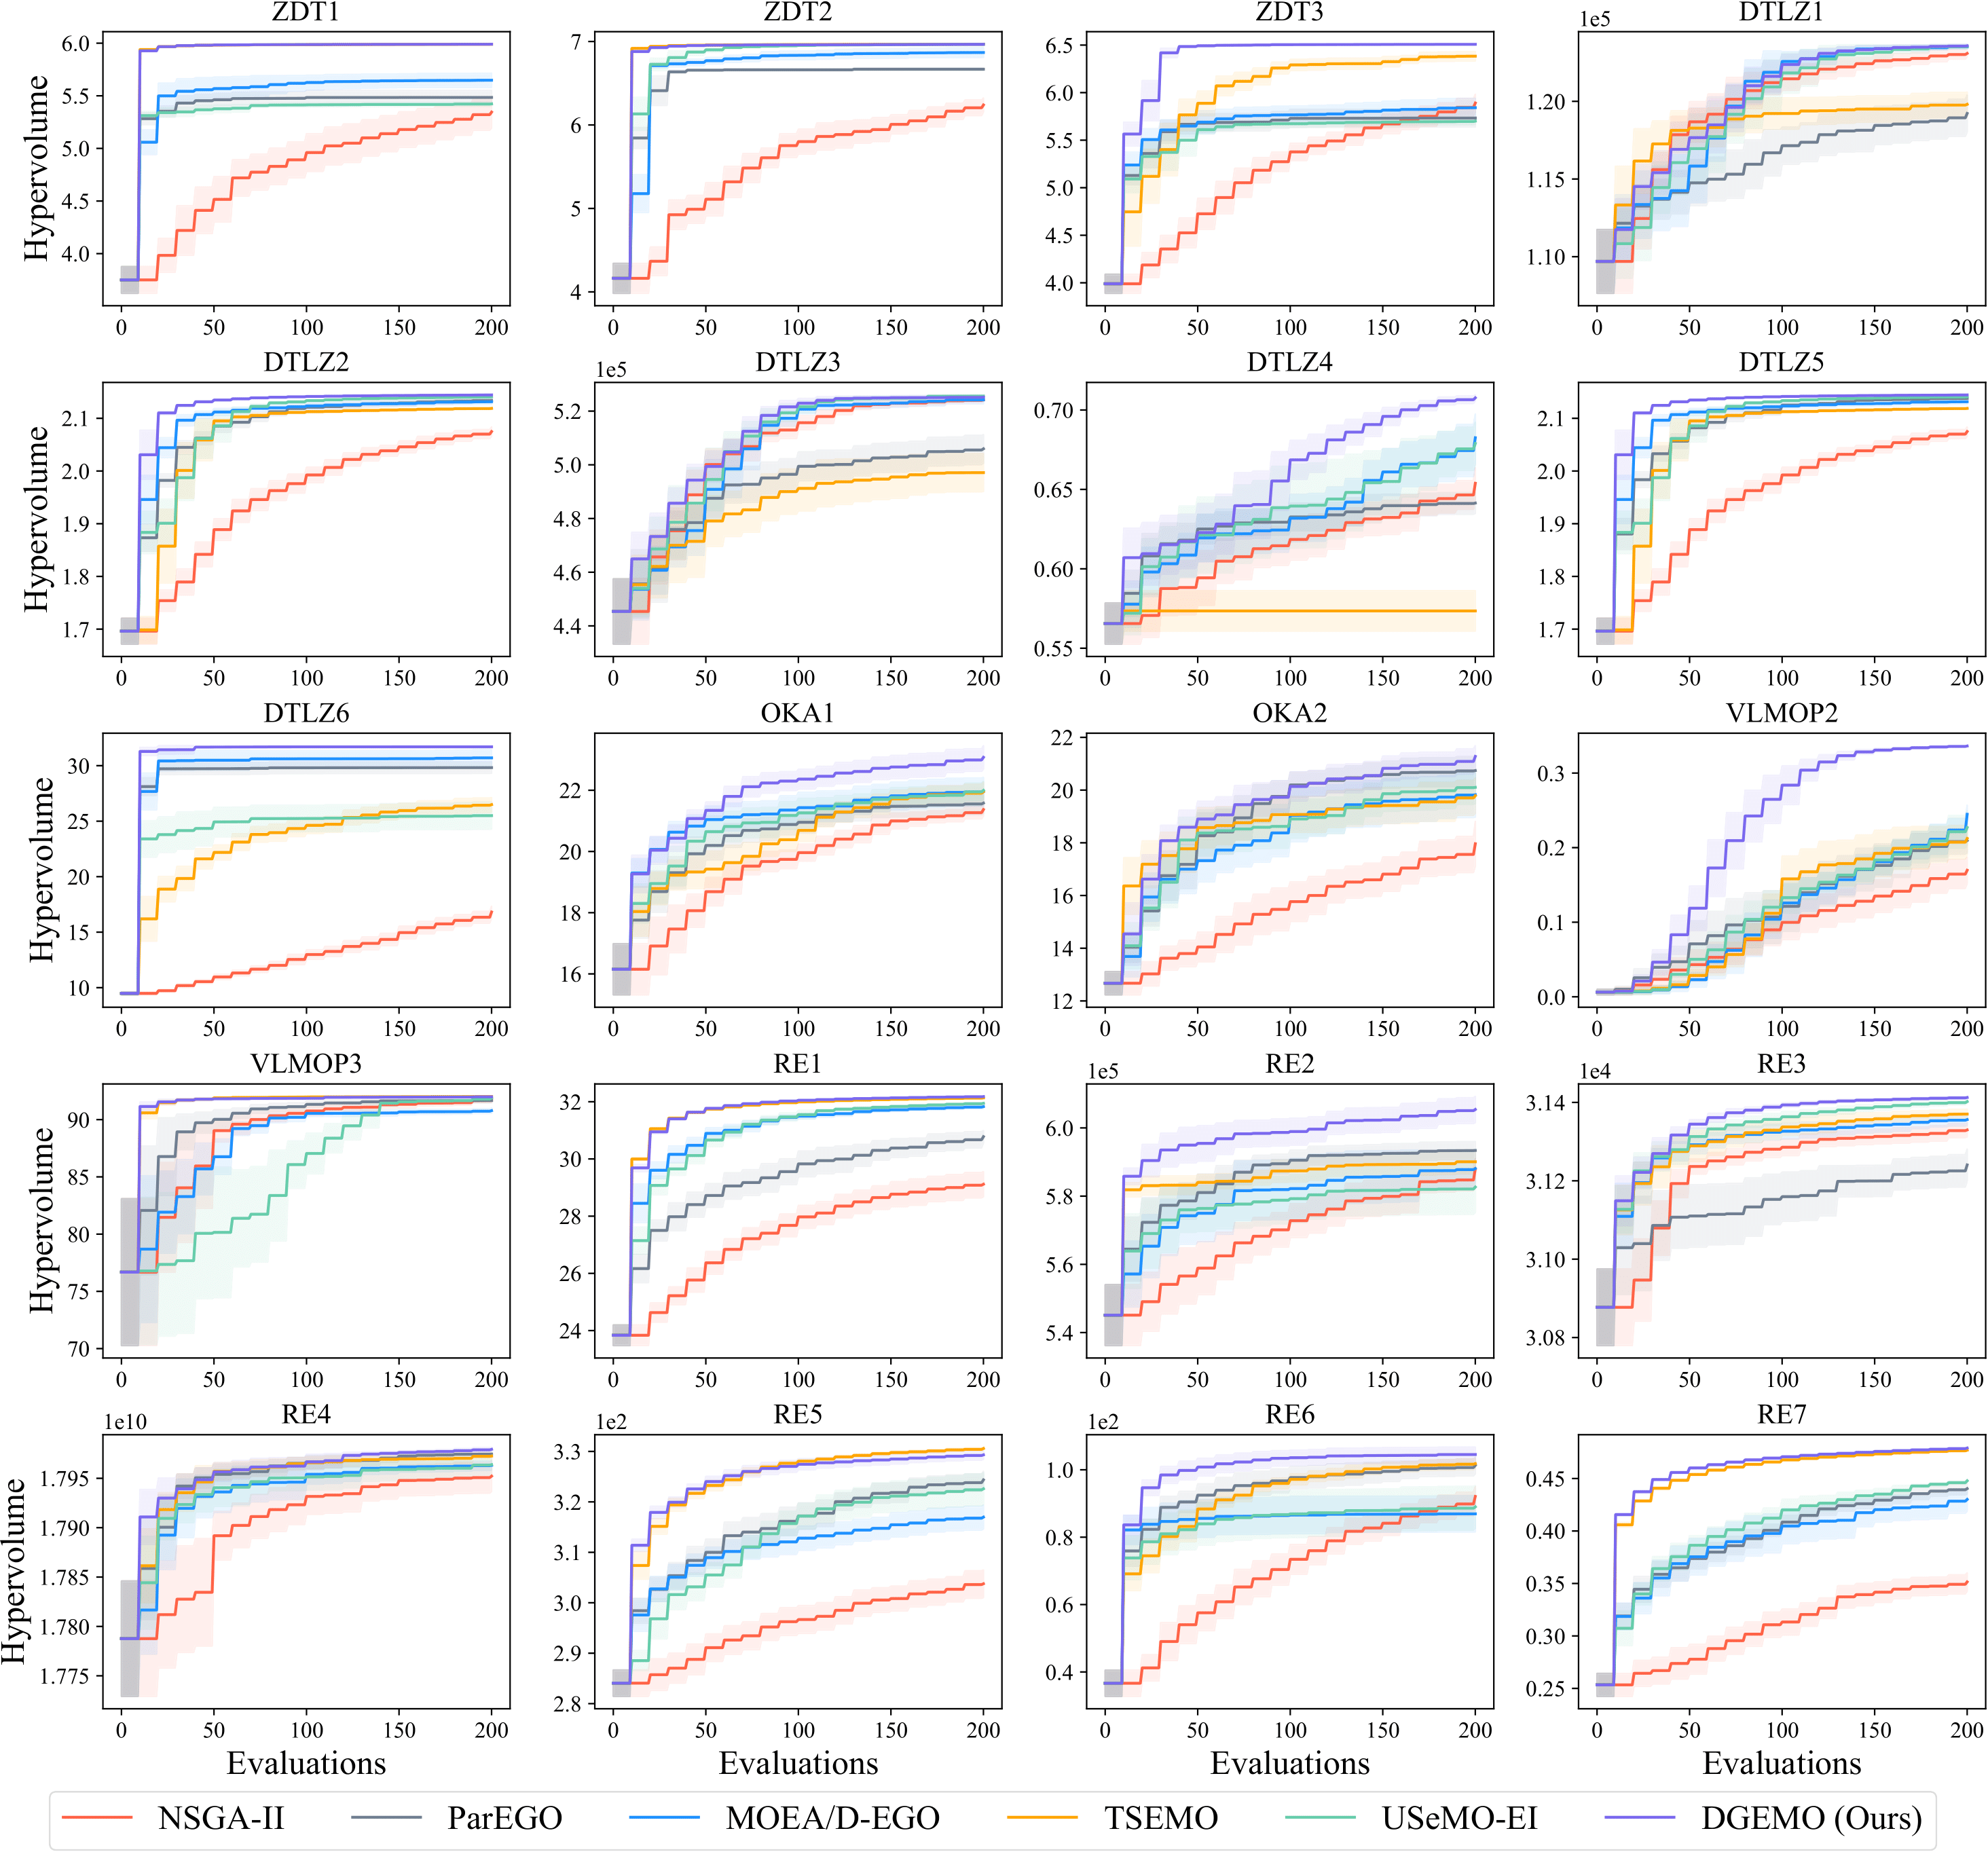 ZDT1 ZDT2 ZDT3 DTLZ1
1e5
Hypervolume
6.0 7 6.5
5.5 6.0 1.20
5.0 6 5.5
4.5 5 5.0 1.15
4.0 4 4.5 1.10
4.0
0 50 100 150 200 0 50 100 150 200 0 50 100 150 200 0 50 100 150 200
DTLZ2 DTLZ3 DTLZ4 DTLZ5
1e5
Hypervolume
2.1 5.2 0.70 2.1
2.0 5.0 0.65 2.0
1.9 4.8 0.60 1.9
1.8 4.6 0.55 1.8
1.7 4.4 1.7
0 50 100 150 200 0 50 100 150 200 0 50 100 150 200 0 50 100 150 200
DTLZ6 OKA1 OKA2 VLMOP2
Hypervolume
30 22 22 0.3
25 20 20 0.2
20 18 18 0.1
15 16 16 0.0
10 14
12
0 50 100 150 200 0 50 100 150 200 0 50 100 150 200 0 50 100 150 200
VLMOP3 RE1 RE2 RE3
1e5 1e4
Hypervolume
90 32 6.0 3.14
85 30 5.8 3.12
80 28 5.6 3.10
75 26 5.4 3.08
70 24
0 50 100 150 200 0 50 100 150 200 0 50 100 150 200 0 50 100 150 200
RE4 RE5 RE6 RE7
1e10 1e2 1e2
Hypervolume
1.795 3.3 1.0 0.45
1.790 3.2 0.8 0.40
1.785 3.1 0.6 0.35
1.780 3.0 0.4 0.30
1.775 2.9 0.25
2.8
0 50 100 150 200 0 50 100 150 200 0 50 100 150 200 0 50 100 150 200
Evaluations Evaluations Evaluations Evaluations
NSGA-II ParEGO MOEA/D-EGO TSEMO USeMO-EI DGEMO (Ours)